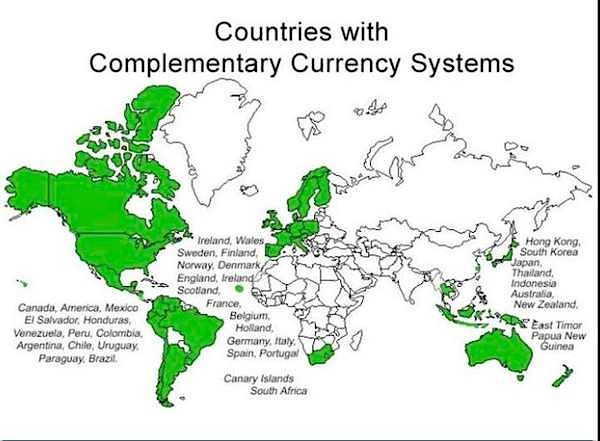 Countries with
Complementary Currency Systems
Ireland, Wales
Sweden, Finland,
Norway, Denmark
England, Ireland
Scotland,
France,
Belgium,
Holland,
Germany, Italy,
Spain, Portugal
Canary Islands
South Africa
Canada, America, Mexico
El Salvador, Honduras,
Venezuela, Peru, Colombia,
Argentina, Chile, Uruguay,
Paraguay, Brazil.
Hong Kong,
South Korea
Japan,
Thailand,
Indonesia
Australia,
New Zealand,
East Timor
Papua New
Guinea